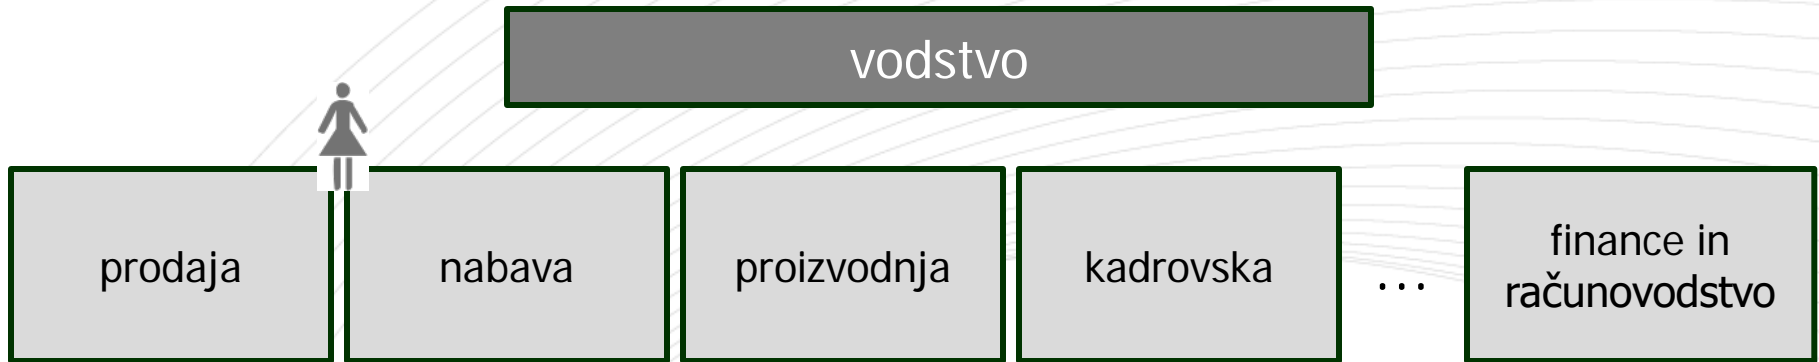 vodstvo
prodaja
nabava
proizvodnja
kadrovska
...
finance in
računovodstvo